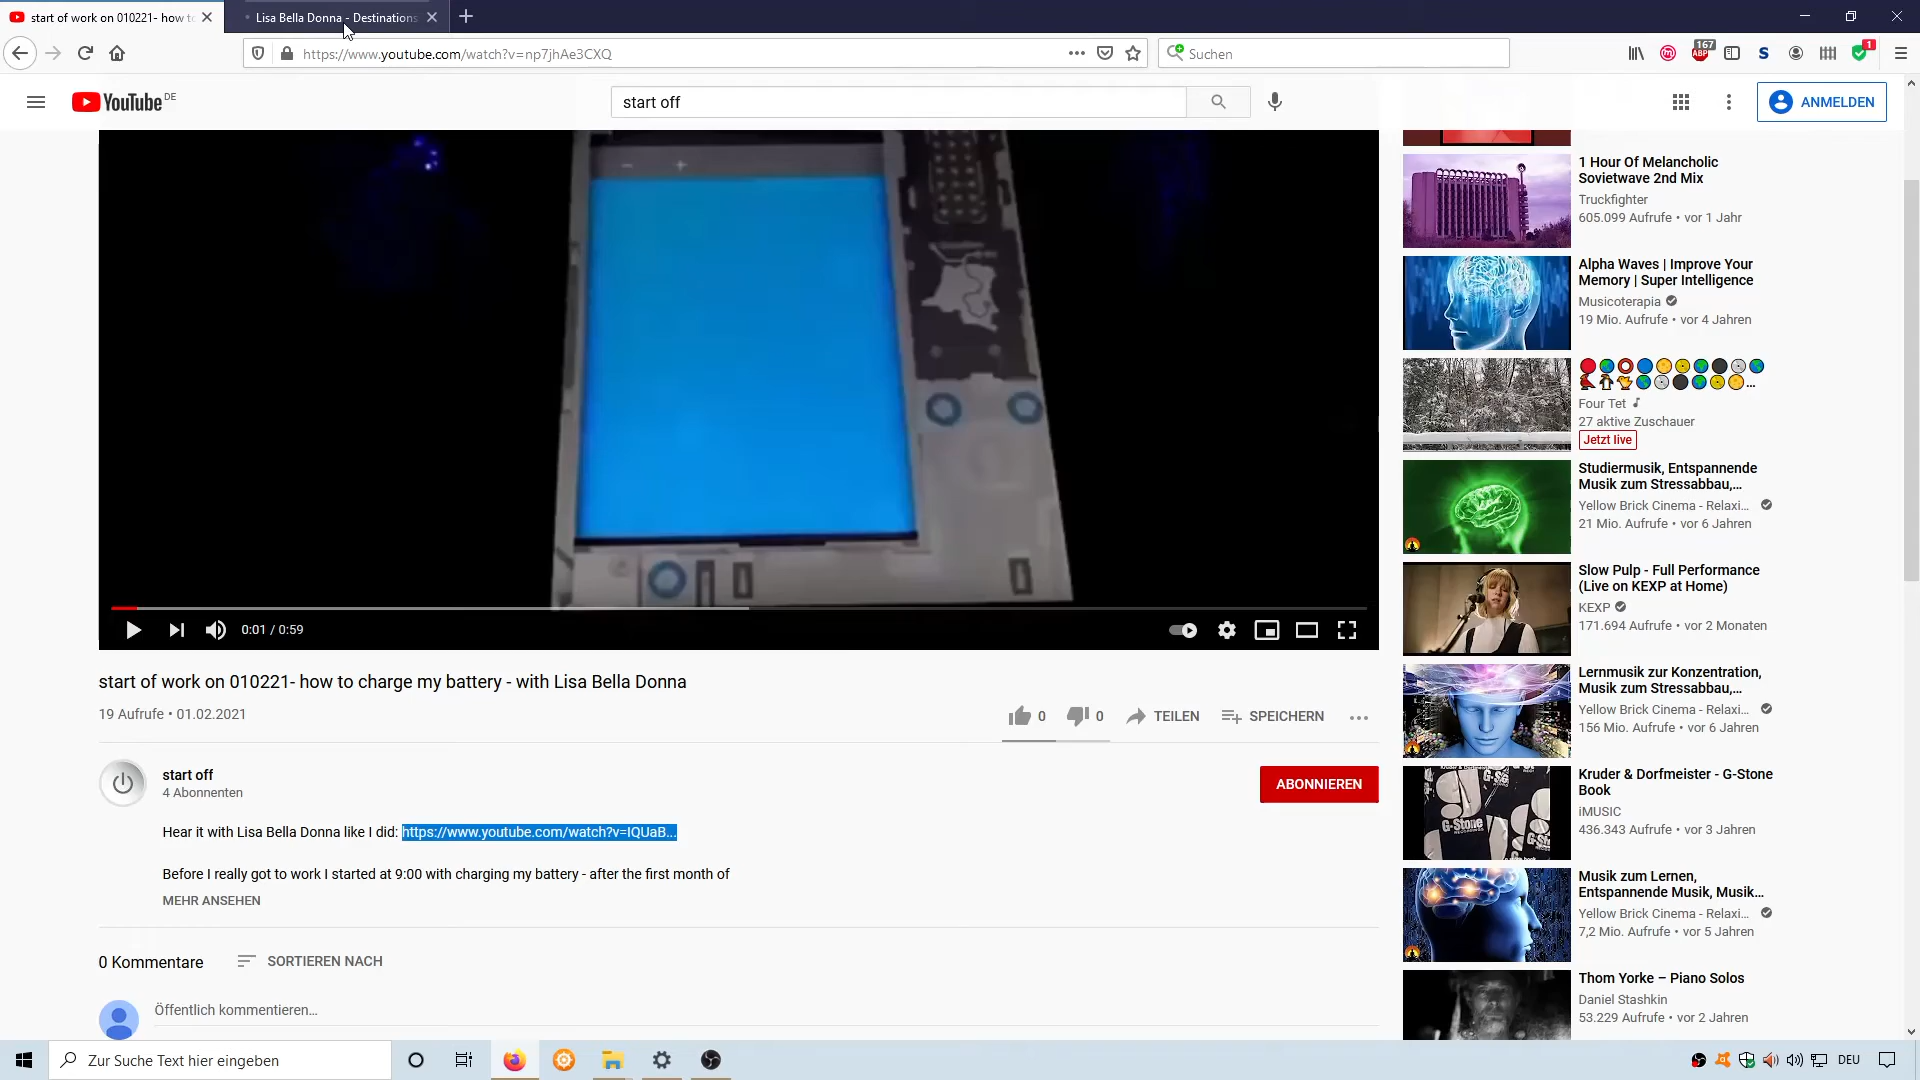 start of work on 010221- how to
Lisa Bella Donna - Destinations
https://www.youtube.com/watch?v=np7jhAe3CXQ
Suchen
167
ABP
S
1
YouTube DE
start off
ANMELDEN
0:01 / 0:59
start of work on 010221- how to charge my battery - with Lisa Bella Donna
19 Aufrufe • 01.02.2021
0
0
TEILEN
SPEICHERN
start off
4 Abonnenten
ABONNIEREN
Hear it with Lisa Bella Donna like I did: https://www.youtube.com/watch?v=IQUaB...
Before I really got to work I started at 9:00 with charging my battery - after the first month of
MEHR ANSEHEN
0 Kommentare
SORTIEREN NACH
Öffentlich kommentieren...
1 Hour Of Melancholic
Sovietwave 2nd Mix
Truckfighter
605.099 Aufrufe • vor 1 Jahr
Alpha Waves | Improve Your
Memory | Super Intelligence
Musicoterapia
19 Mio. Aufrufe • vor 4 Jahren
...
Four Tet
27 aktive Zuschauer
Jetzt live
Studiermusik, Entspannende
Musik zum Stressabbau,...
Yellow Brick Cinema - Relaxi...
21 Mio. Aufrufe • vor 6 Jahren
Slow Pulp - Full Performance
(Live on KEXP at Home)
KEXP
171.694 Aufrufe • vor 2 Monaten
Lernmusik zur Konzentration,
Musik zum Stressabbau,...
Yellow Brick Cinema - Relaxi...
156 Mio. Aufrufe • vor 6 Jahren
G-Stone
Kruder & Dorfmeister - G-Stone
Book
iMUSIC
436.343 Aufrufe • vor 3 Jahren
Musik zum Lernen,
Entspannende Musik, Musik...
Yellow Brick Cinema - Relaxi...
7,2 Mio. Aufrufe • vor 5 Jahren
Thom Yorke – Piano Solos
Daniel Stashkin
53.229 Aufrufe • vor 2 Jahren
Zur Suche Text hier eingeben
DEU